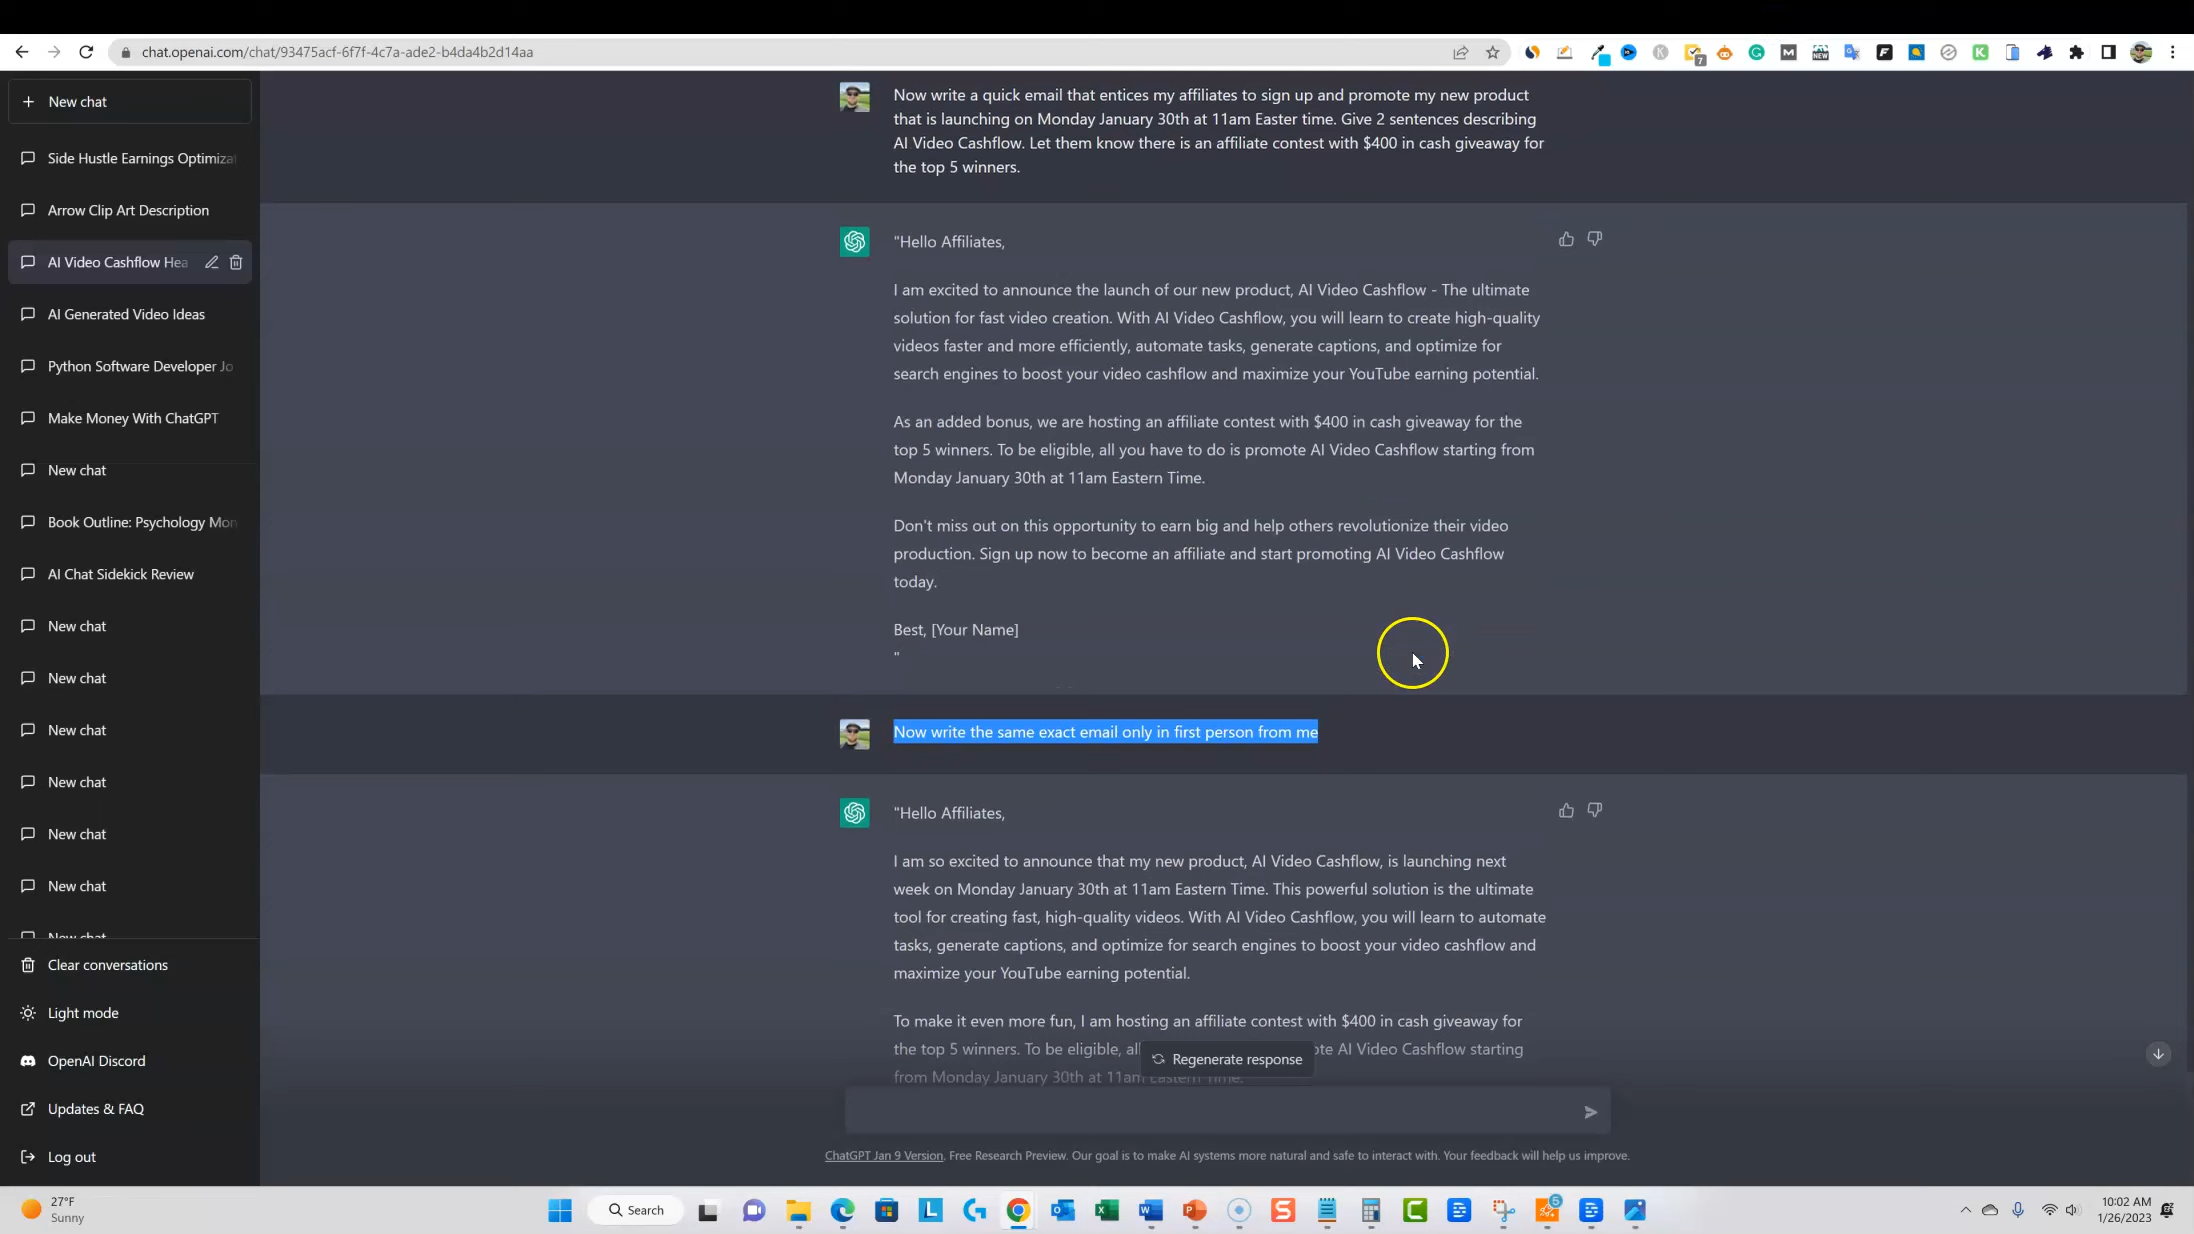 chat.openai.com/chat/93475acf-6f7f-4c7a-ade2-b4da4b2d14aa
New chat
Side Hustle Earnings Optimiza
Arrow Clip Art Description
AI Video Cashflow Hea
AI Generated Video Ideas
Python Software Developer Jo
Make Money With ChatGPT
New chat
Book Outline: Psychology Mon
AI Chat Sidekick Review
New chat
New chat
New chat
New chat
New chat
New chat
New chat
Clear conversations
Light mode
OpenAI Discord
Updates & FAQ
Log out
Now write a quick email that entices my affiliates to sign up and promote my new product
that is launching on Monday January 30th at 11am Easter time. Give 2 sentences describing
AI Video Cashflow. Let them know there is an affiliate contest with $400 in cash giveaway for
the top 5 winners.
"Hello Affiliates,
I am excited to announce the launch of our new product, AI Video Cashflow - The ultimate
solution for fast video creation. With AI Video Cashflow, you will learn to create high-quality
videos faster and more efficiently, automate tasks, generate captions, and optimize for
search engines to boost your video cashflow and maximize your YouTube earning potential.
As an added bonus, we are hosting an affiliate contest with $400 in cash giveaway for the
top 5 winners. To be eligible, all you have to do is promote AI Video Cashflow starting from
Monday January 30th at 11am Eastern Time.
Don't miss out on this opportunity to earn big and help others revolutionize their video
production. Sign up now to become an affiliate and start promoting AI Video Cashflow
today.
Best, [Your Name]
"
Now write the same exact email only in first person from me
"Hello Affiliates,
I am so excited to announce that my new product, AI Video Cashflow, is launching next
week on Monday January 30th at 11am Eastern Time. This powerful solution is the ultimate
tool for creating fast, high-quality videos. With AI Video Cashflow, you will learn to automate
tasks, generate captions, and optimize for search engines to boost your video cashflow and
maximize your YouTube earning potential.
To make it even more fun, I am hosting an affiliate contest with $400 in cash giveaway for
the top 5 winners. To be eligible, al
Regenerate response
ote AI Video Cashflow starting
from Monday January 30th at 11am Eastern Time.
ChatGPT Jan 9 Version. Free Research Preview. Our goal is to make AI systems more natural and safe to interact with. Your feedback will help us improve.
27°F
Sunny
Search
10:02 AM
1/26/2023